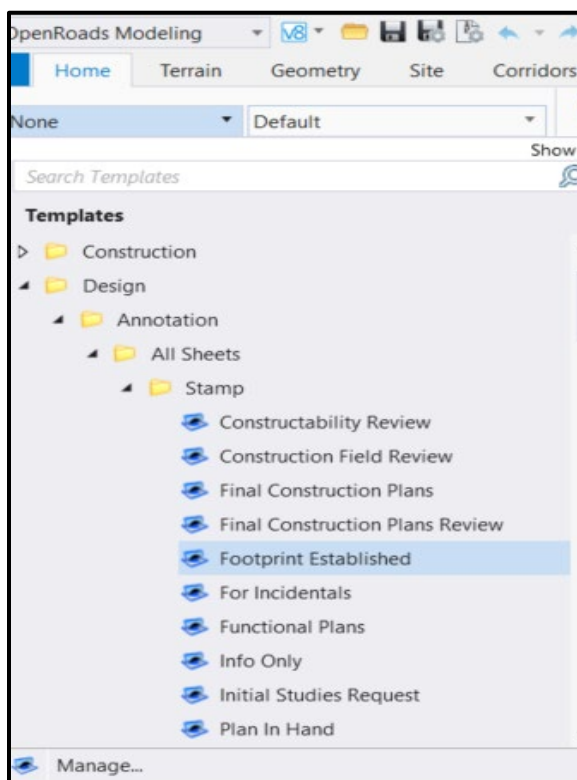 OpenRoads Modeling V8
Home Terrain Geometry Site Corridors
None Default
Show
Search Templates
Templates
Construction
Design
Annotation
All Sheets
Stamp
Constructability Review
Construction Field Review
Final Construction Plans
Final Construction Plans Review
Footprint Established
For Incidentals
Functional Plans
Info Only
Initial Studies Request
Plan In Hand
Manage...